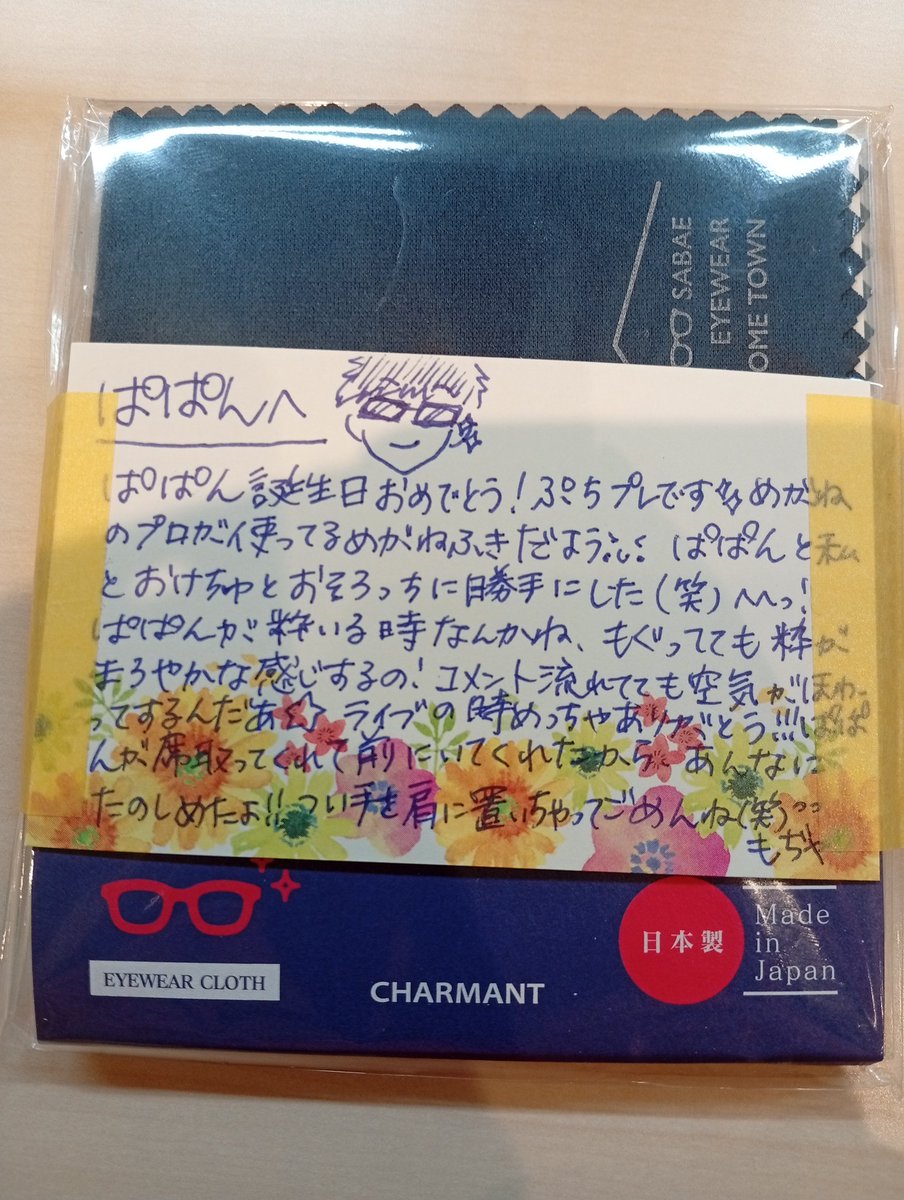 SABAE
EYEWEAR
OME TOWN
ぱぱんへ
ぱぱん誕生日おめでとう!ぷちプレです めがね
のプロが使ってるめがねふきだよう ぱぱんと私
とおけちゅとおそろっちに勝手にした(笑)へへっ!
ぱぱんが粋いる時なんかね、もぐってても粋が
まろやかな感じするの!コメント流れてても空気がほわ
ってするんだあ ライブの時めっちゃありがとう!!!ぱぱ
んが席取ってくれて前にいてくれたから あんなに
たのしめたよ!!つい手を肩に置いちゃってごめんね(笑)
もぢゃ
EYEWEAR CLOTH
CHARMANT
日本製
Made
in
Japan